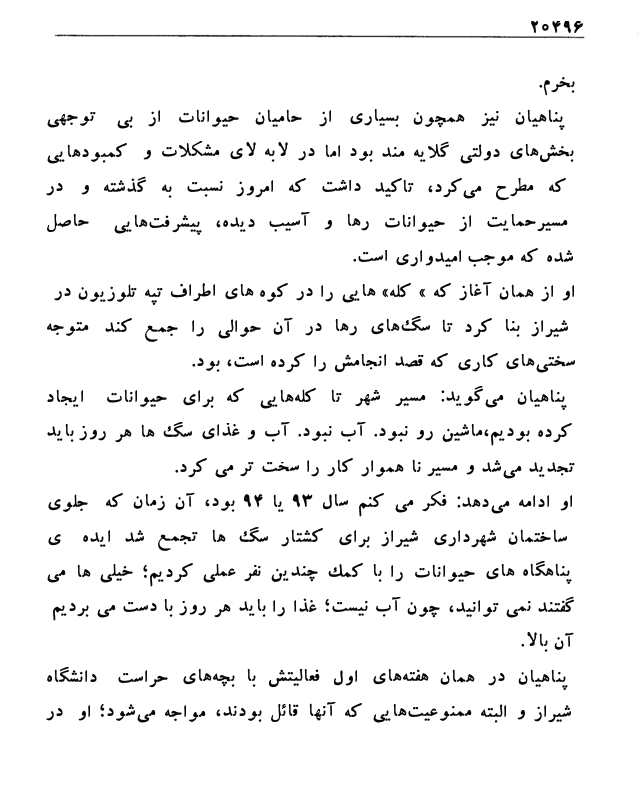 ۲۰۴۹۶
بخرم.
پناهیان نیز همچون بسیاری از حامیان حیوانات از بی توجهی
بخش‌های دولتی گلایه مند بود اما در لابه لای مشکلات و کمبودهایی
که مطرح می‌کرد، تاکید داشت که امروز نسبت به گذشته و در
مسیرحمایت از حیوانات رها و آسیب دیده، پیشرفت‌هایی حاصل
شده که موجب امیدواری است.
او از همان آغاز که » کله» هایی را در کوه های اطراف تپه تلوزیون در
شیراز بنا کرد تا سگ‌های رها در آن حوالی را جمع کند متوجه
سختی‌های کاری که قصد انجامش را کرده است، بود.
پناهیان می‌گوید: مسیر شهر تا کله‌هایی که برای حیوانات ایجاد
کرده بودیم،ماشین رو نبود. آب نبود. آب و غذای سگ ها هر روز باید
تجدید می‌شد و مسیر نا هموار کار را سخت تر می کرد.
او ادامه می‌دهد: فکر می کنم سال ۹۳ یا ۹۴ بود، آن زمان که جلوی
ساختمان شهرداری شیراز برای کشتار سگ ها تجمع شد ایده ی
پناهگاه های حیوانات را با کمک چندین نفر عملی کردیم؛ خیلی ها می
گفتند نمی توانید، چون آب نیست؛ غذا را باید هر روز با دست می بردیم
آن بالا.
پناهیان در همان هفته‌های اول فعالیتش با بچه‌های حراست دانشگاه
شیراز و البته ممنوعیت‌هایی که آنها قائل بودند، مواجه می‌شود؛ او در